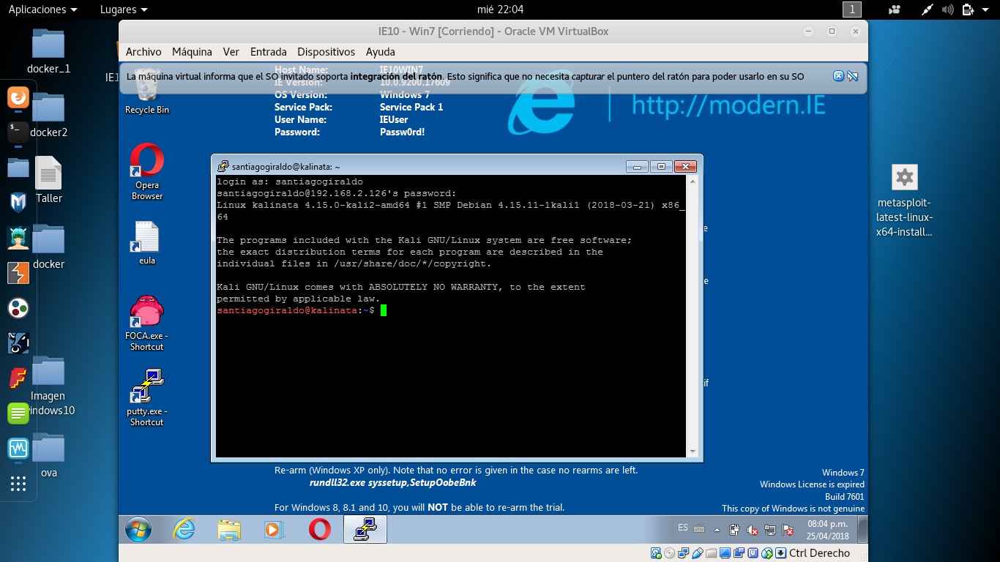 Aplicaciones
Lugares
mié 22:04
1
docker_1
docker2
Taller
docker
Imagen
indows10
ova
IE1
metasploit-
latest-linux-
x64-install...
IE10 - Win7 [Corriendo] - Oracle VM VirtualBox
Archivo Máquina Ver Entrada Dispositivos Ayuda
La máquina virtual informa que el SO invitado soporta integración del ratón. Esto significa que no necesita capturar el puntero del ratón para poder usarlo en su SO
Host Name: IE10WIN7
IE Version: 10.0.9200.17609
OS Version: Windows 7
Service Pack: Service Pack 1
User Name: IEUser
Password: Passw0rd!
http://modern.IE
Recycle Bin
Opera
Browser
eula
FOCA.exe -
Shortcut
putty.exe -
Shortcut
santiagogiraldo@kalinata: ~
login as: santiagogiraldo
santiagogiraldo@192.168.2.126's password:
Linux kalinata 4.15.0-kali2-amd64 #1 SMP Debian 4.15.11-1kali1 (2018-03-21) x86_
64
The programs included with the Kali GNU/Linux system are free software;
the exact distribution terms for each program are described in the
individual files in /usr/share/doc/*/copyright.
Kali GNU/Linux comes with ABSOLUTELY NO WARRANTY, to the extent
permitted by applicable law.
santiagogiraldo@kalinata:~$
e
e
if
Re-arm (Windows XP only). Note that no error is given in the case no rearms are left.
rundll32.exe syssetup,SetupOobeBnk
For Windows 8, 8.1 and 10, you will NOT be able to re-arm the trial.
Windows 7
Windows License is expired
Build 7601
This copy of Windows is not genuine
ES
08:04 p.m.
25/04/2018
Ctrl Derecho